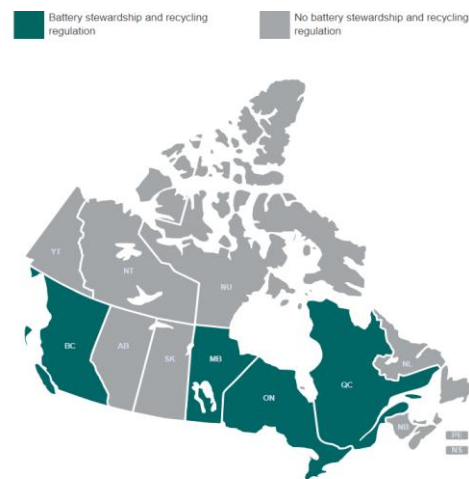 Battery stewardship and recycling
regulation
No battery stewardship and recycling
regulation
YT
NT
NU
BC
AB
SK
MB
ON
QC
NL
NB
PE
NS